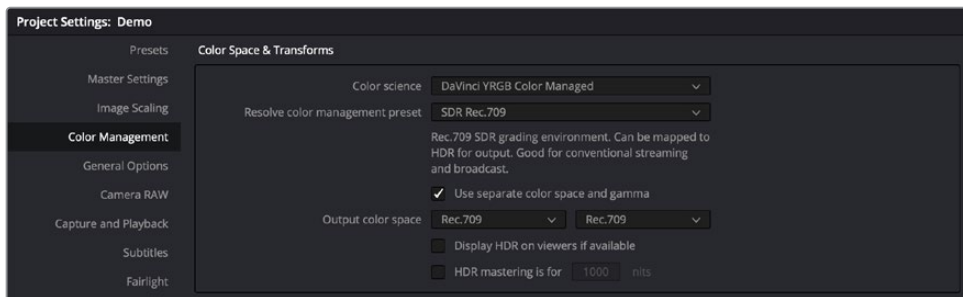 Project Settings: Demo
Presets
Color Space & Transforms
Master Settings
Color science
DaVinci YRGB Color Managed
Image Scaling
Resolve color management preset
SDR Rec.709
Color Management
Rec.709 SDR grading environment. Can be mapped to
HDR for output. Good for conventional streaming
and broadcast.
General Options
Camera RAW
Use separate color space and gamma
Capture and Playback
Output color space
Rec.709
Rec.709
Subtitles
Display HDR on viewers if available
Fairlight
HDR mastering is for 1000 nits